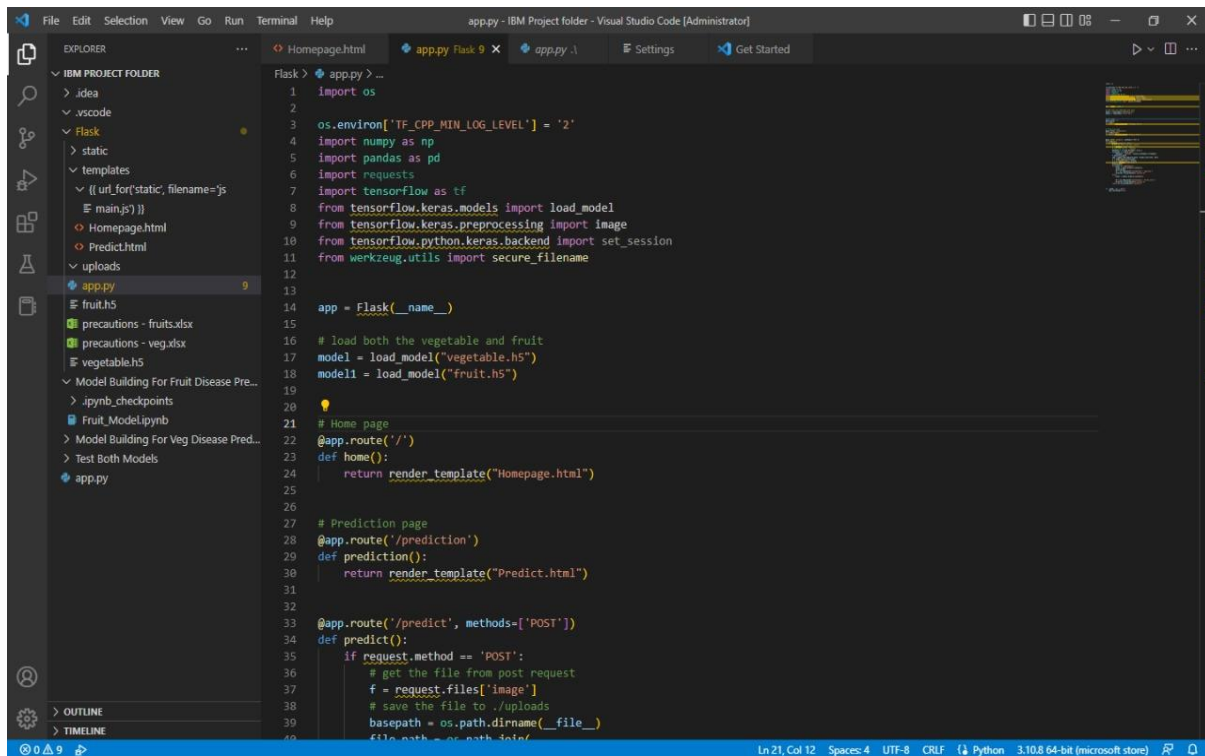 File Edit Selection View Go Run Terminal Help
app.py - IBM Project folder - Visual Studio Code [Administrator]
EXPLORER
Homepage.html
app.py Flask 9
app.py .\
Settings
Get Started
IBM PROJECT FOLDER
.idea
.vscode
Flask
static
templates
{{ url_for('static', filename='js
main.js') }}
Homepage.html
Predict.html
uploads
app.py 9
fruit.h5
precautions - fruits.xlsx
precautions - veg.xlsx
vegetable.h5
Model Building For Fruit Disease Pre...
.ipynb_checkpoints
Fruit_Model.ipynb
Model Building For Veg Disease Pred...
Test Both Models
app.py
OUTLINE
TIMELINE
Flask > app.py > ...
1 import os
2
3 os.environ['TF_CPP_MIN_LOG_LEVEL'] = '2'
4 import numpy as np
5 import pandas as pd
6 import requests
7 import tensorflow as tf
8 from tensorflow.keras.models import load_model
9 from tensorflow.keras.preprocessing import image
10 from tensorflow.python.keras.backend import set_session
11 from werkzeug.utils import secure_filename
12
13
14 app = Flask(__name__)
15
16 # load both the vegetable and fruit
17 model = load_model("vegetable.h5")
18 model1 = load_model("fruit.h5")
19
20
21 # Home page
22 @app.route('/')
23 def home():
24 return render_template("Homepage.html")
25
26
27 # Prediction page
28 @app.route('/prediction')
29 def prediction():
30 return render_template("Predict.html")
31
32
33 @app.route('/predict', methods=['POST'])
34 def predict():
35 if request.method == 'POST':
36 # get the file from post request
37 f = request.files['image']
38 # save the file to ./uploads
39 basepath = os.path.dirname(__file__)
40 file_path = os.path.join(
0 9
Ln 21, Col 12 Spaces: 4 UTF-8 CRLF Python 3.10.8 64-bit (microsoft store)